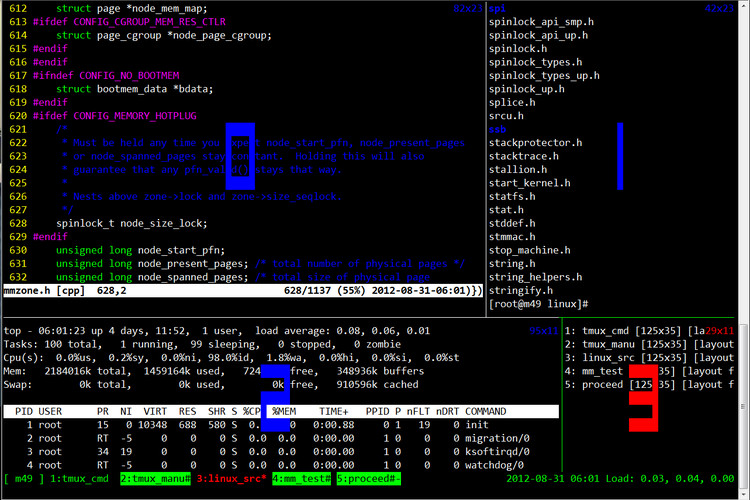 612     struct page *node_mem_map;     82x23
613 #ifdef CONFIG_CGROUP_MEM_RES_CTLR
614     struct page_cgroup *node_page_cgroup;
615 #endif
616 #endif
617 #ifndef CONFIG_NO_BOOTMEM
618     struct bootmem_data *bdata;
619 #endif
620 #ifdef CONFIG_MEMORY_HOTPLUG
621     /*
622      * Must be held any time you expect node_start_pfn, node_present_pages
623      * or node_spanned_pages stay constant.  Holding this will also
624      * guarantee that any pfn_valid() stays that way.
625      *
626      * Nests above zone->lock and zone->size_seqlock.
627      */
628     spinlock_t node_size_lock;
629 #endif
630     unsigned long node_start_pfn;
631     unsigned long node_present_pages; /* total number of physical pages */
632     unsigned long node_spanned_pages; /* total size of physical page
mmzone.h [cpp]  628,2     628/1137 (55%) 2012-08-31-06:01)})
spi     42x23
spinlock_api_smp.h
spinlock_api_up.h
spinlock.h
spinlock_types.h
spinlock_types_up.h
spinlock_up.h
splice.h
srcu.h
ssb
stackprotector.h
stacktrace.h
stallion.h
start_kernel.h
statfs.h
stat.h
stddef.h
stmmac.h
stop_machine.h
string.h
string_helpers.h
stringify.h
[root@m49 linux]#
top - 06:01:23 up 4 days, 11:52,  1 user,  load average: 0.08, 0.06, 0.01     95x11
Tasks: 100 total,   1 running,  99 sleeping,   0 stopped,   0 zombie
Cpu(s):  0.0%us,  0.2%sy,  0.0%ni, 98.0%id,  1.8%wa,  0.0%hi,  0.0%si,  0.0%st
Mem:   2184016k total,  1459164k used,   724     free,   348936k buffers
Swap:        0k total,        0k used,        0k free,   910596k cached
PID USER      PR  NI  VIRT  RES  SHR S %CP %MEM    TIME+   PPID P nFLT nDRT COMMAND
1 root      15   0 10348  688  580 S  0.  0.0   0:00.88    0 1   19    0 init
2 root      RT  -5     0    0    0 S  0.0  0.0   0:00.00    1 0    0    0 migration/0
3 root      34  19     0    0    0 S  0.0  0.0   0:00.00    1 0    0    0 ksoftirqd/0
4 root      RT  -5     0    0    0 S  0.0  0.0   0:00.00    1 0    0    0 watchdog/0
1: tmux_cmd [125x35] [la29x11
2: tmux_manu [125x35] [layout
3: linux_src [125x35] [layout
4: mm_test     35] [layout f
5: proceed [125 35] [layout f
[ m49 ] 1:tmux_cmd  2:tmux_manu# 3:linux_src* 4:mm_test# 5:proceed#-     2012-08-31 06:01 Load: 0.03, 0.04, 0.00